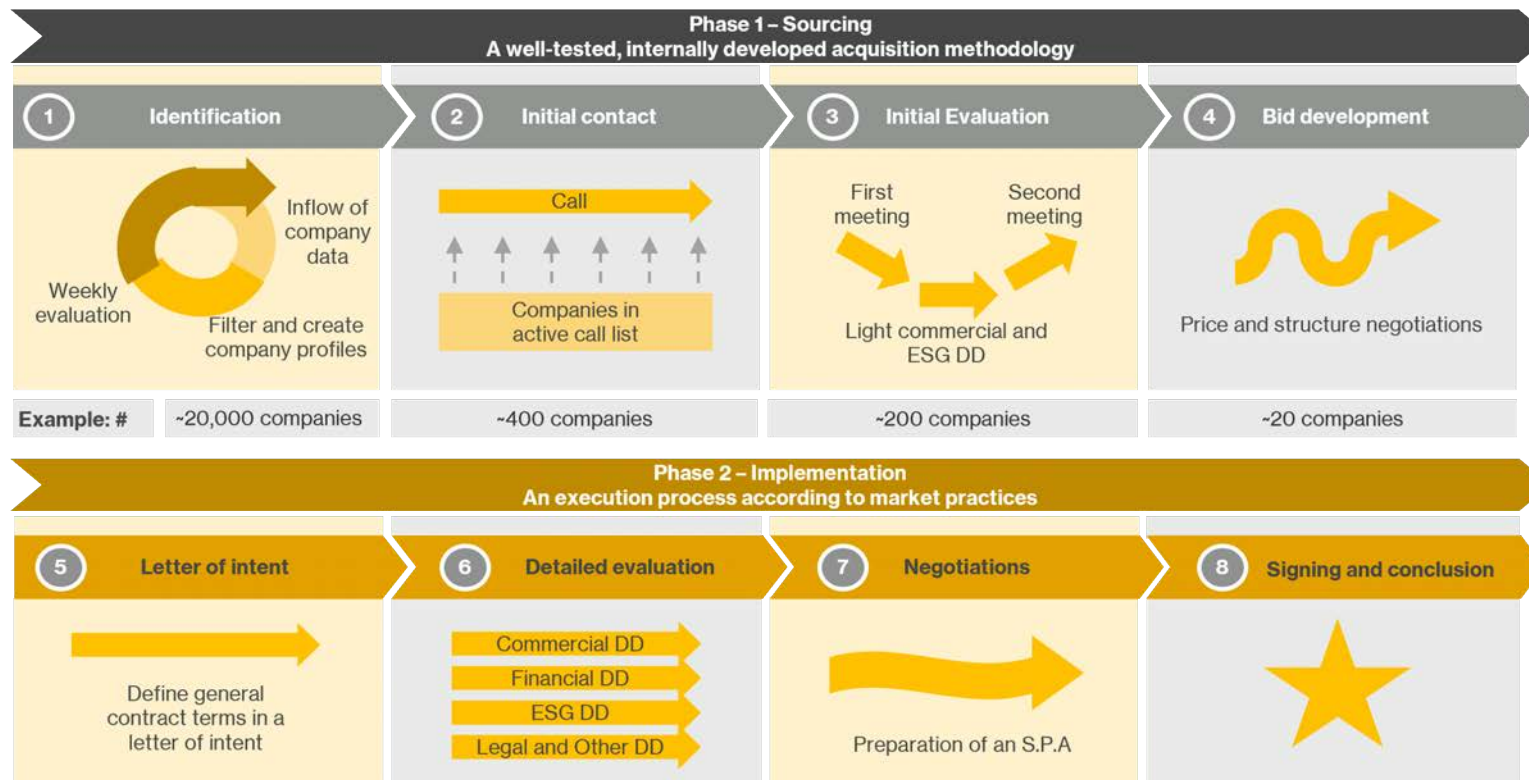 Phase 1 – Sourcing
A well-tested, internally developed acquisition methodology
1 Identification
2 Initial contact
3 Initial Evaluation
4 Bid development
Inflow of
company
data
Weekly
evaluation
Filter and create
company profiles
Call
Companies in
active call list
First
meeting
Second
meeting
Light commercial and
ESG DD
Price and structure negotiations
Example: #
~20,000 companies
~400 companies
~200 companies
~20 companies
Phase 2 – Implementation
An execution process according to market practices
5 Letter of intent
6 Detailed evaluation
7 Negotiations
8 Signing and conclusion
Define general
contract terms in a
letter of intent
Commercial DD
Financial DD
ESG DD
Legal and Other DD
Preparation of an S.P.A